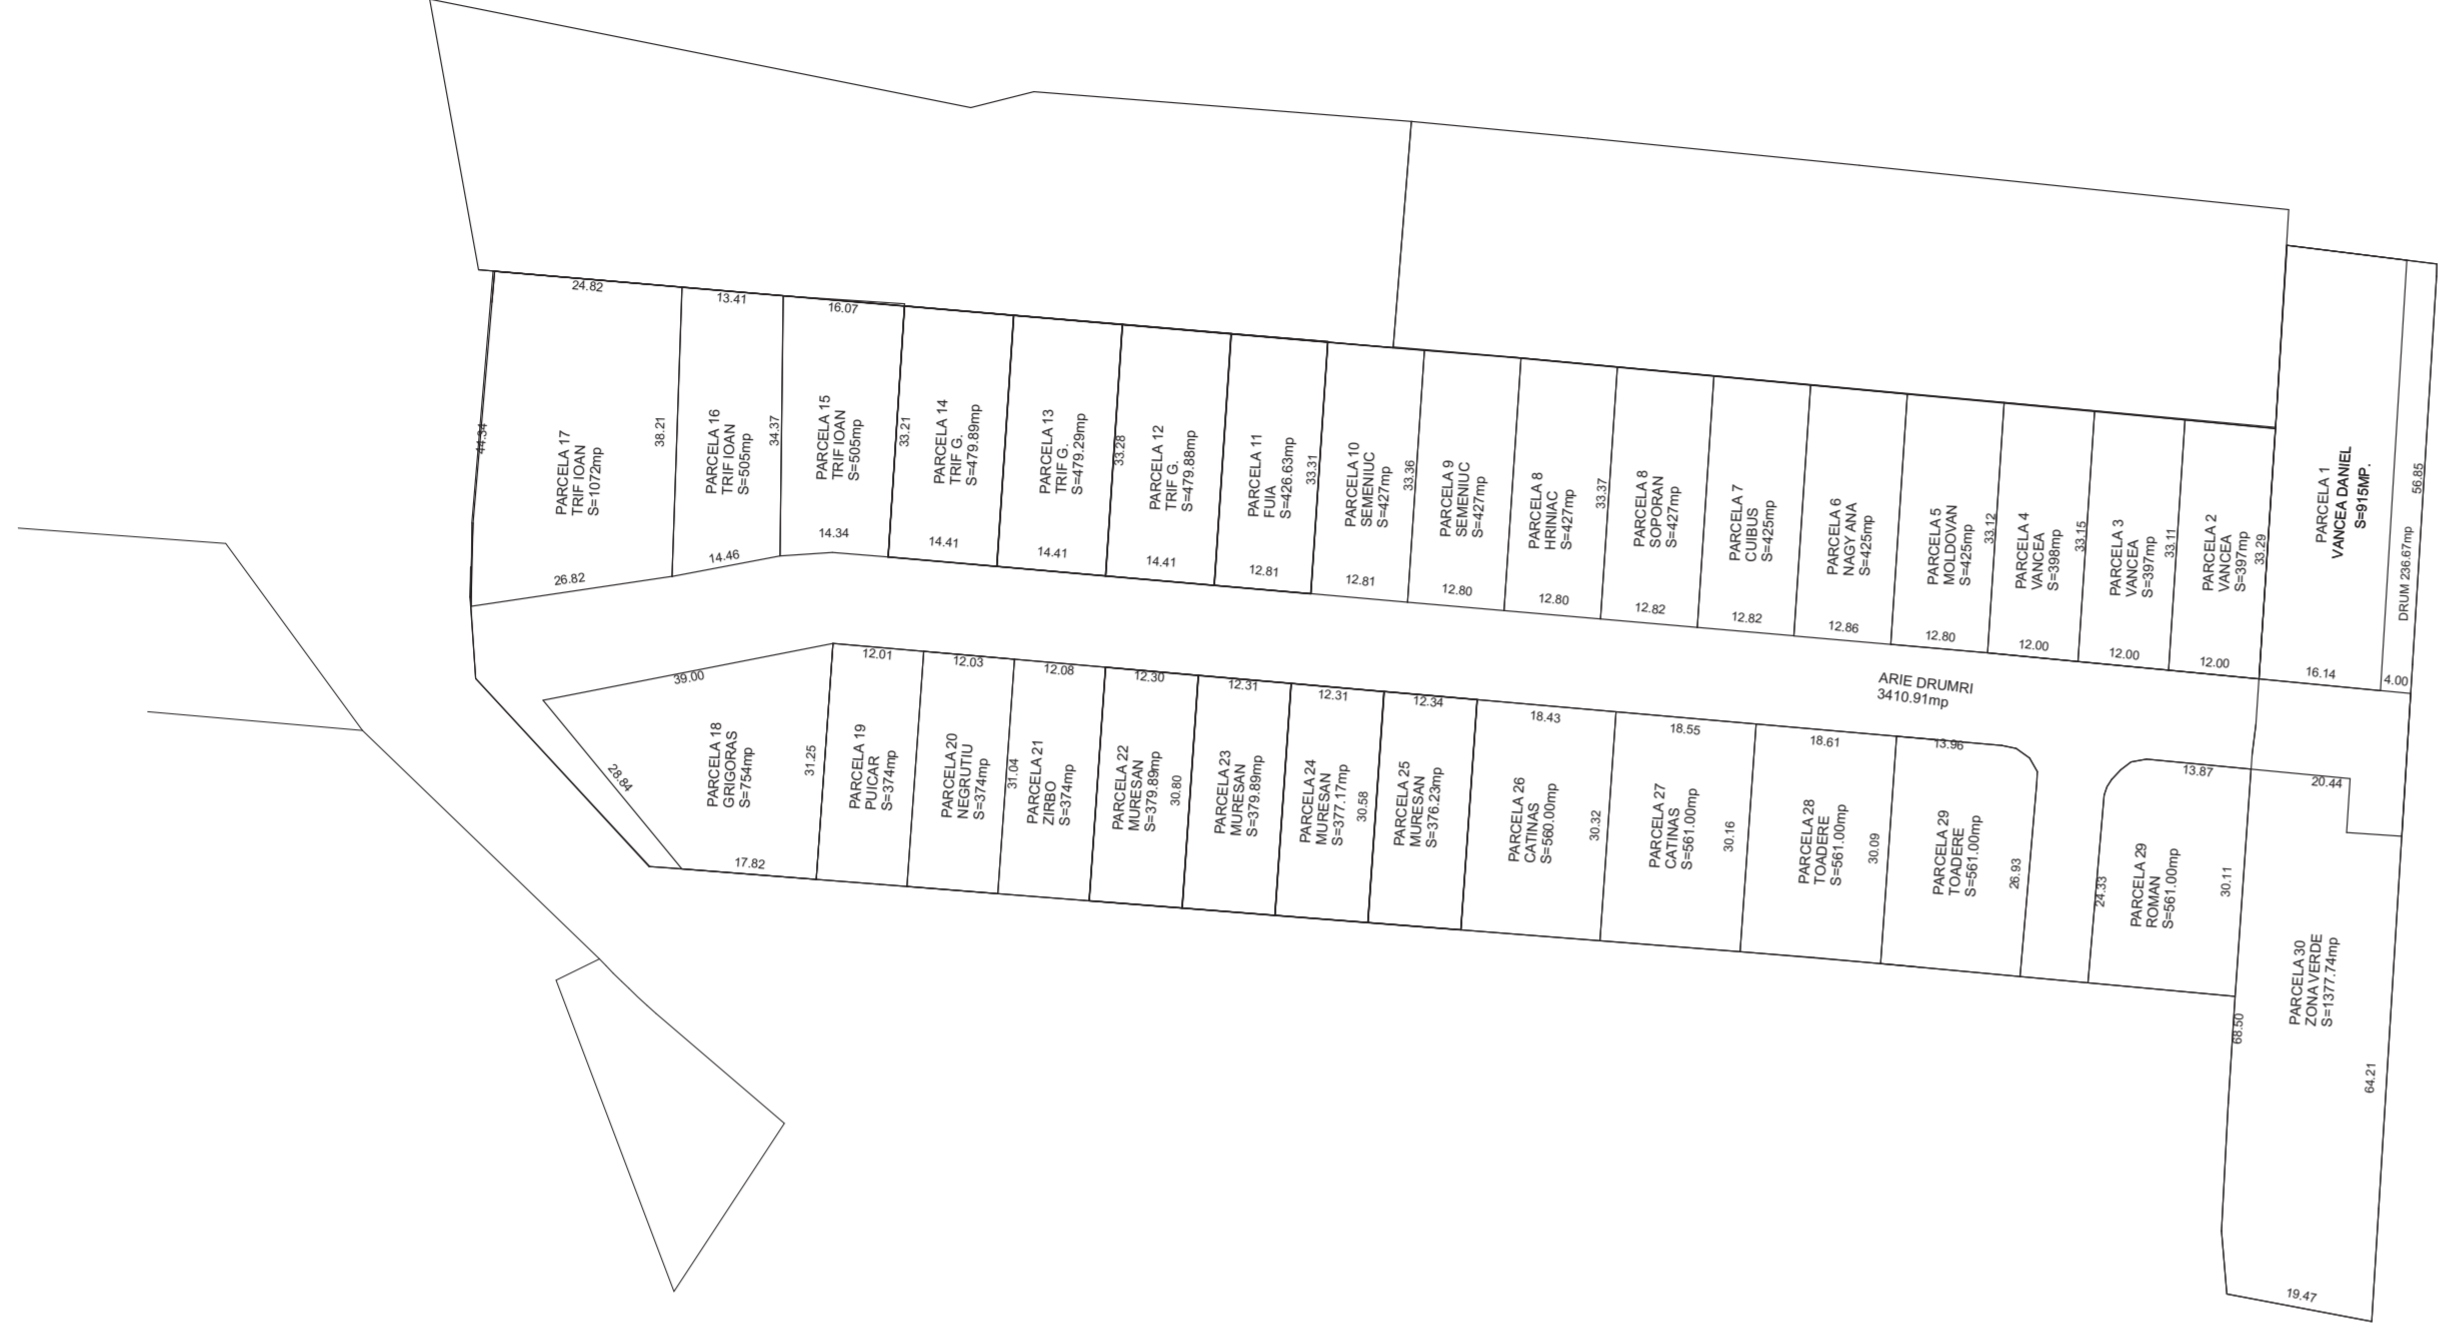 24.82
13.41
16.07
44.34
PARCELA 17
TRIF IOAN
S=1072mp
38.21
PARCELA 16
TRIF IOAN
S=505mp
34.37
PARCELA 15
TRIF IOAN
S=505mp
33.21
PARCELA 14
TRIF G.
S=479.89mp
PARCELA 13
TRIF G.
S=479.29mp
33.28
PARCELA 12
TRIF G.
S=479.88mp
PARCELA 11
FUIA
S=426.63mp
33.31
PARCELA 10
SEMENIUC
S=427mp
33.36
PARCELA 9
SEMENIUC
S=427mp
PARCELA 8
HRINIAC
S=427mp
33.37
PARCELA 8
SOPORAN
S=427mp
PARCELA 7
CUIBUS
S=425mp
PARCELA 6
NAGY ANA
S=425mp
PARCELA 5
MOLDOVAN
S=425mp
33.12
PARCELA 4
VANCEA
S=398mp
33.15
PARCELA 3
VANCEA
S=397mp
33.11
PARCELA 2
VANCEA
S=397mp
33.29
PARCELA 1
VANCEA DANIEL
S=915MP.
56.85
DRUM 236.67mp
26.82
14.46
14.34
14.41
14.41
14.41
12.81
12.81
12.80
12.80
12.82
12.82
12.86
12.80
12.00
12.00
12.00
16.14
4.00
ARIE DRUMRI
3410.91mp
39.00
12.01
12.03
12.08
12.30
12.31
12.31
12.34
18.43
18.55
18.61
13.96
13.87
20.44
28.84
PARCELA 18
GRIGORAS
S=754mp
31.25
PARCELA 19
PUICAR
S=374mp
PARCELA 20
NEGRUTIU
S=374mp
31.04
PARCELA 21
ZIRBO
S=374mp
PARCELA 22
MURESAN
S=379.89mp
30.80
PARCELA 23
MURESAN
S=379.89mp
PARCELA 24
MURESAN
S=377.17mp
30.58
PARCELA 25
MURESAN
S=376.23mp
PARCELA 26
CATINAS
S=560.00mp
30.32
PARCELA 27
CATINAS
S=561.00mp
30.16
PARCELA 28
TOADERE
S=561.00mp
30.09
PARCELA 29
TOADERE
S=561.00mp
26.93
24.33
PARCELA 29
ROMAN
S=561.00mp
30.11
17.82
PARCELA 30
ZONA VERDE
S=1377.74mp
68.50
64.21
19.47